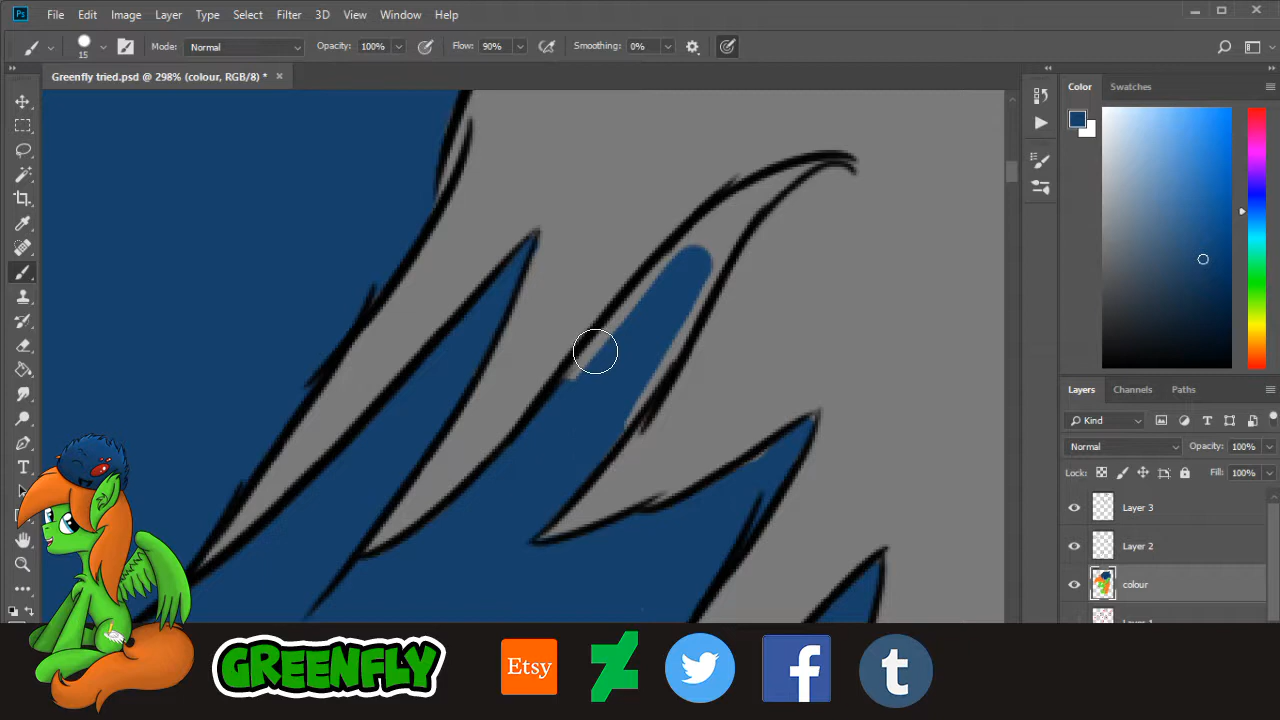 Ps File Edit Image Layer Type Select Filter 3D View Window Help
15 Mode: Normal Opacity: 100% Flow: 90% Smoothing: 0%
Greenfly tried.psd @ 298% (colour, RGB/8) * ×
Color Swatches
Layers Channels Paths
Kind
Normal Opacity: 100%
Lock: Fill: 100%
Layer 3
Layer 2
colour
GREENFLY Etsy